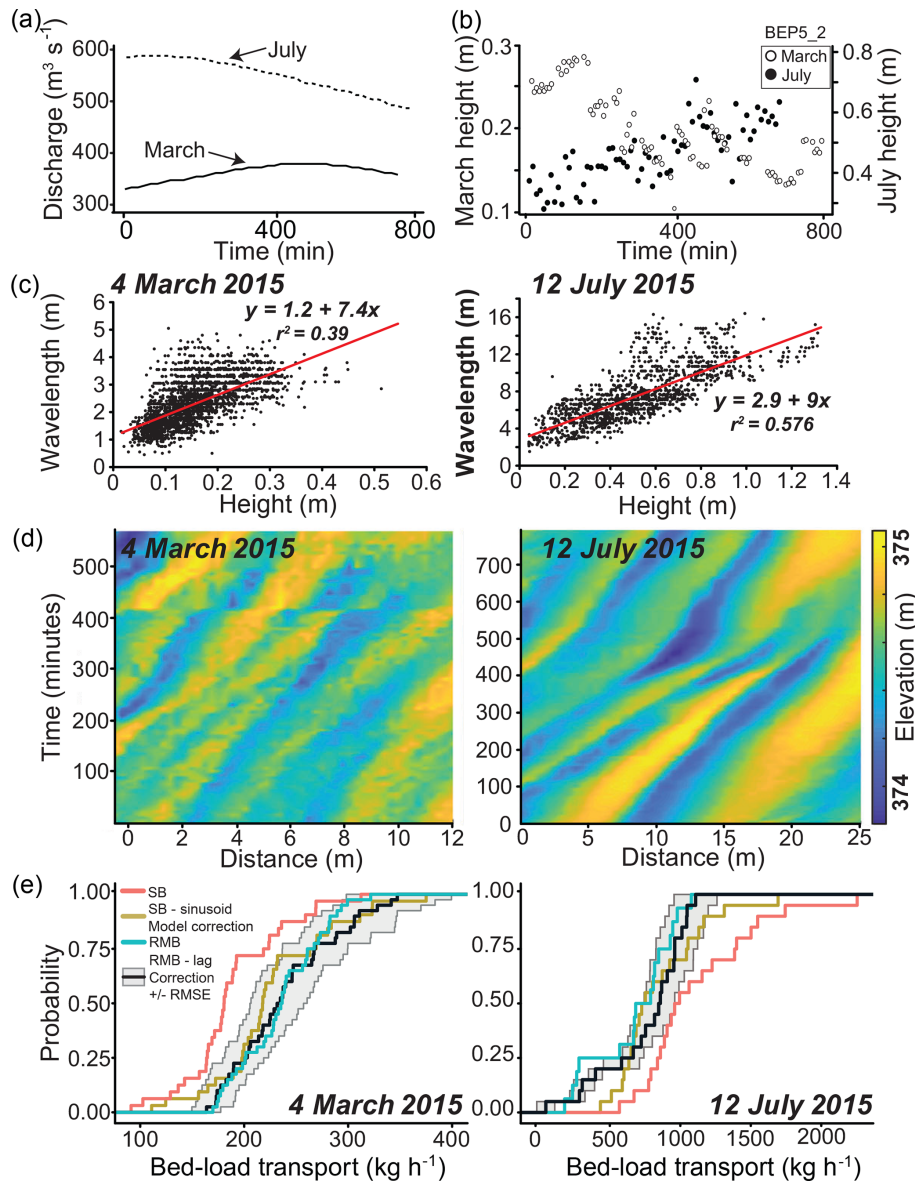 (a)
600
500
400
300
Discharge (m³ s⁻¹)
July
March
0
400
800
Time (min)
(b)
BEP5_2
March
July
0.3
0.2
0.1
March height (m)
0.8
0.6
0.4
July height (m)
0
400
800
Time (min)
(c)
4 March 2015
y = 1.2 + 7.4x
r² = 0.39
6
5
4
3
2
1
0
Wavelength (m)
0
0.1
0.2
0.3
0.4
0.5
0.6
Height (m)
12 July 2015
y = 2.9 + 9x
r² = 0.576
16
12
8
4
0
Wavelength (m)
0
0.2
0.4
0.6
0.8
1.0
1.2
1.4
Height (m)
(d)
4 March 2015
500
400
300
200
100
Time (minutes)
0
2
4
6
8
10
12
Distance (m)
12 July 2015
700
600
500
400
300
200
100
0
0
5
10
15
20
25
Distance (m)
375
Elevation (m)
374
(e)
1.00
0.75
0.50
0.25
0.00
Probability
SB
SB - sinusoid
Model correction
RMB
RMB - lag
Correction
+/- RMSE
4 March 2015
100
200
300
400
Bed-load transport (kg h⁻¹)
1.00
0.75
0.50
0.25
0.00
12 July 2015
0
500
1000
2000
Bed-load transport (kg h⁻¹)